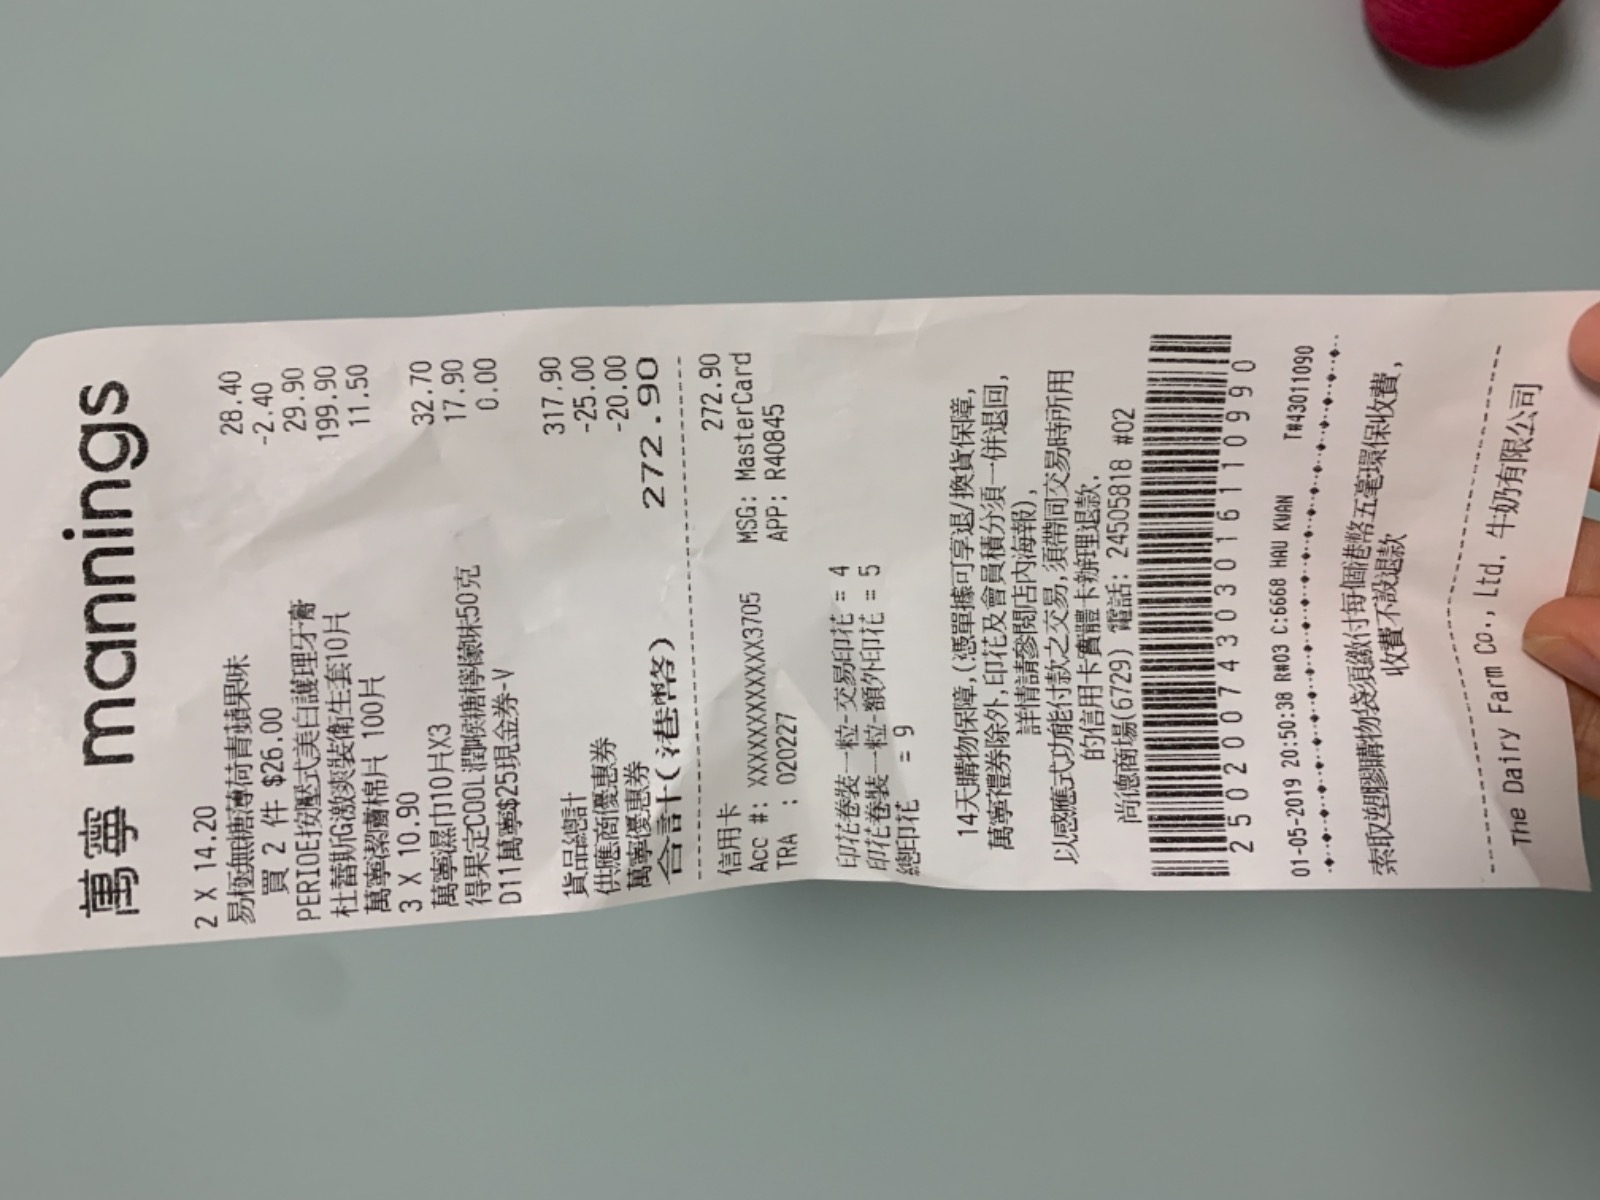 萬寧 mannings
2 X 14.20
易極無糖薄荷青蘋果味 28.40
買 2 件 $26.00 -2.40
PERIOE按壓式美白護理牙膏 29.90
杜蕾斯G激爽裝衛生套10片 199.90
萬寧潔膚棉片 100片 11.50
3 X 10.90
萬寧濕巾10片X3 32.70
得果定COOL潤喉糖檸檬味50克 17.90
D11萬寧$25現金券-V 0.00
貨品總計 317.90
供應商優惠券 -25.00
萬寧優惠券 -20.00
合計(港幣) 272.90
信用卡 272.90
Acc #: XXXXXXXXXXXX3705 MSG: MasterCard
TRA : 020227 APP: R40845
印花卷裝一粒-交易印花 = 4
印花卷裝一粒-額外印花 = 5
總印花 = 9
14天購物保障,(憑單據可享退/換貨保障,
萬寧禮券除外,印花及會員積分須一併退回,
詳情請參閱店內海報),
以感應式功能付款之交易,須帶同交易時所用
的信用卡實體卡辦理退款.
尚德商場(6729) 電話: 24505818 #02
25020074303016110990
01-05-2019 20:50:38 R#03 C:6668 HAU KWAN T#43011090
索取塑膠購物袋須繳付每個港幣五毫環保收費,
收費不設退款
The Dairy Farm Co., Ltd. 牛奶有限公司